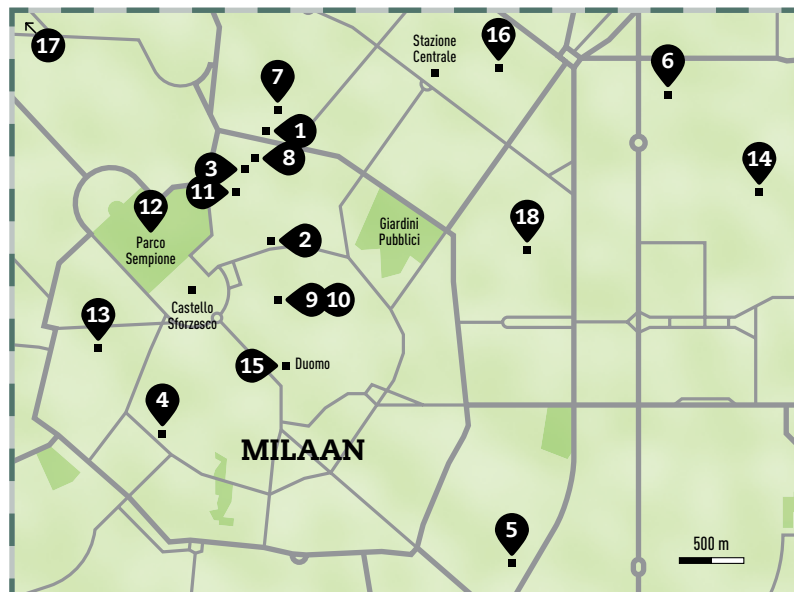 17
16
Stazione
Centrale
6
7
1
8
3
11
14
12
Parco
Sempione
2
Giardini
Pubblici
18
Castello
Sforzesco
9 10
13
15
Duomo
4
MILAAN
5
500 m